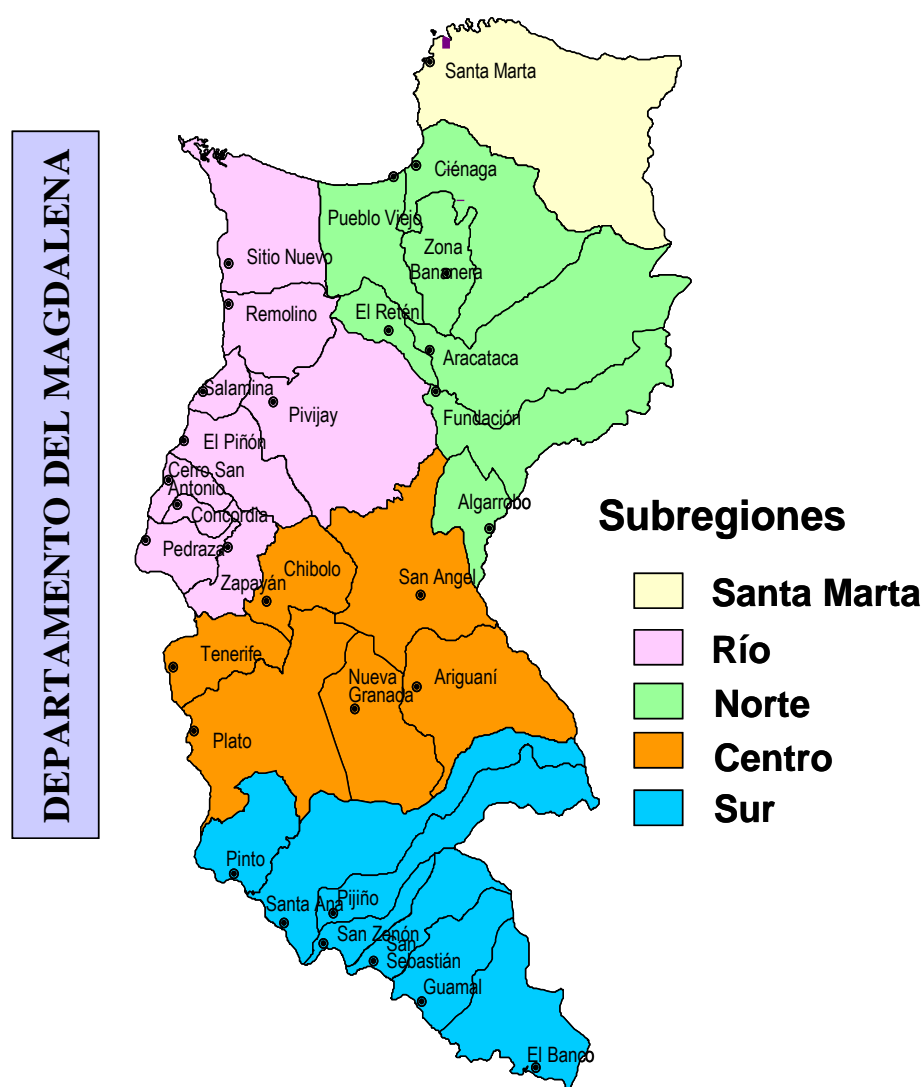 DEPARTAMENTO DEL MAGDALENA
Santa Marta
Ciénaga
Pueblo Viejo
Zona
Bananera
Sitio Nuevo
Remolino
El Retén
Aracataca
Salamina
Pivijay
Fundación
El Piñón
Cerro San
Antonio
Concordia
Algarrobo
Pedraza
Zapayán
Chibolo
San Angel
Tenerife
Nueva
Granada
Ariguaní
Plato
Pinto
Santa Ana
Pijiño
San Zenón
San
Sebastián
Guamal
El Banco
Subregiones
Santa Marta
Río
Norte
Centro
Sur